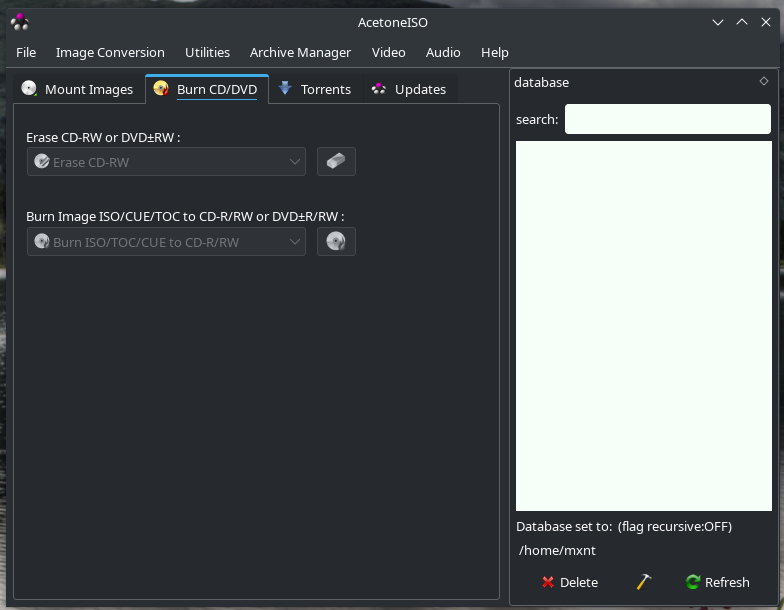 AcetoneISO
File Image Conversion Utilities Archive Manager Video Audio Help
Mount Images Burn CD/DVD Torrents Updates
Erase CD-RW or DVD±RW :
Erase CD-RW
Burn Image ISO/CUE/TOC to CD-R/RW or DVD±R/RW :
Burn ISO/TOC/CUE to CD-R/RW
database
search:
Database set to: (flag recursive:OFF)
/home/mxnt
Delete Refresh